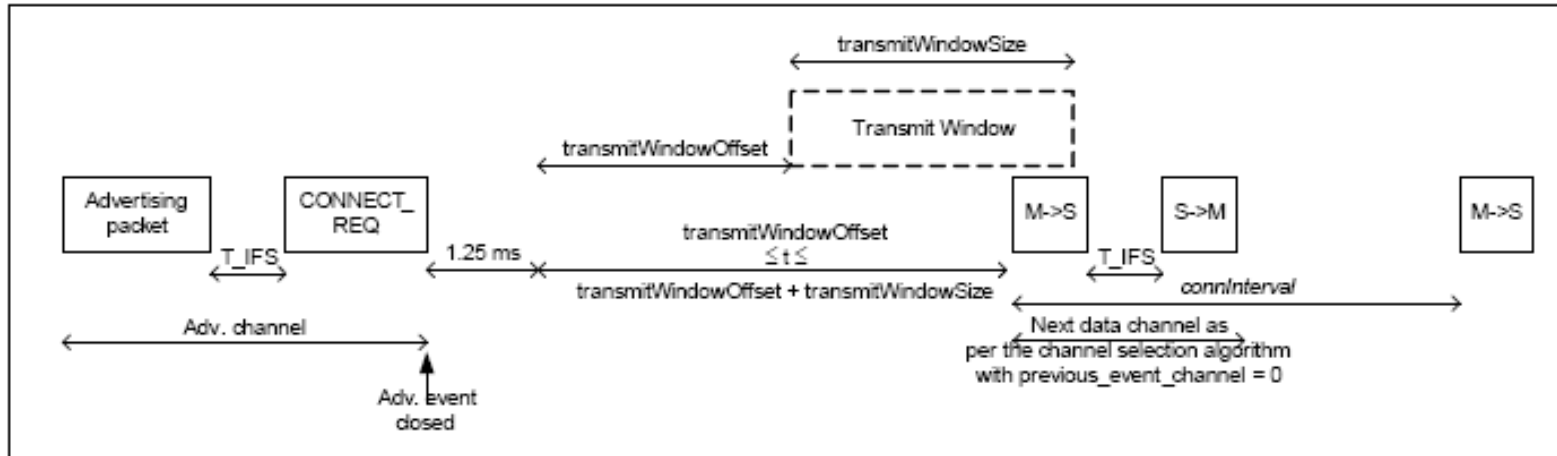 transmitWindowSize
Transmit Window
transmitWindowOffset
Advertising
packet
CONNECT_
REQ
M->S
S->M
M->S
T_IFS
1.25 ms
transmitWindowOffset
≤ t ≤
transmitWindowOffset + transmitWindowSize
T_IFS
connInterval
Adv. channel
Next data channel as
per the channel selection algorithm
with previous_event_channel = 0
Adv. event
closed